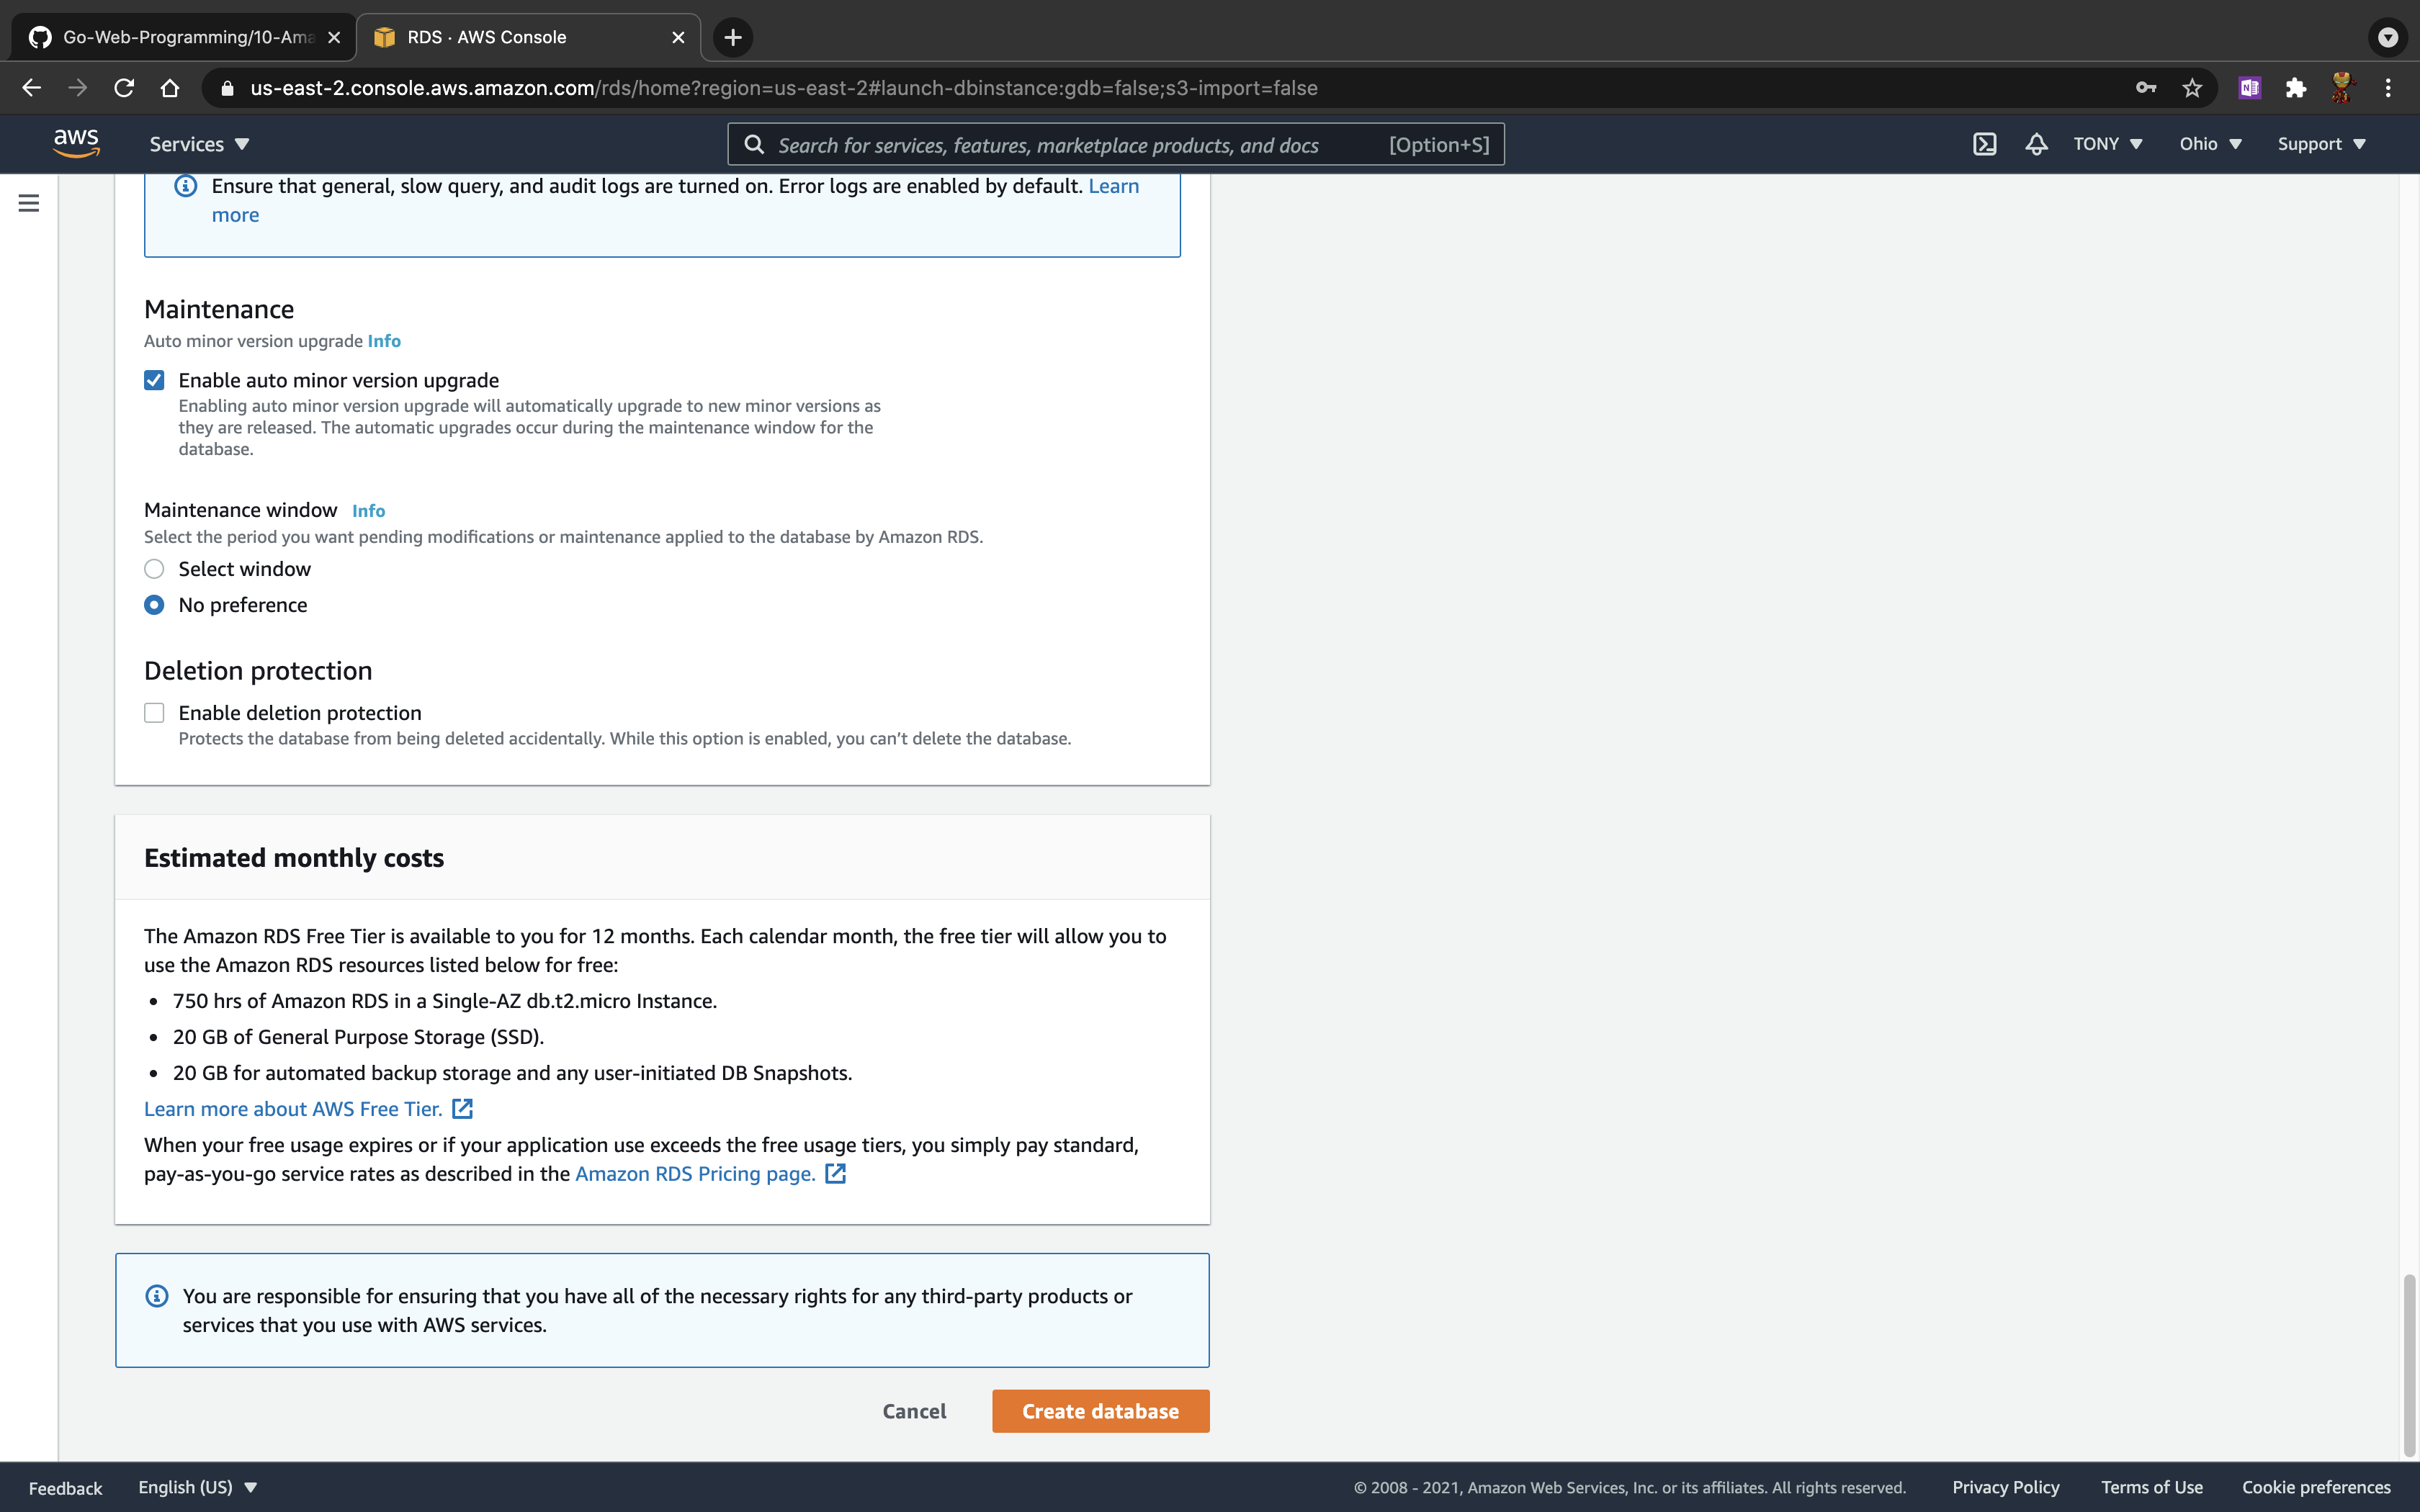 Go-Web-Programming/10-Ama
RDS · AWS Console
us-east-2.console.aws.amazon.com/rds/home?region=us-east-2#launch-dbinstance:gdb=false;s3-import=false
aws
Services
Search for services, features, marketplace products, and docs
[Option+S]
TONY
Ohio
Support
Ensure that general, slow query, and audit logs are turned on. Error logs are enabled by default. Learn
more
Maintenance
Auto minor version upgrade Info
Enable auto minor version upgrade
Enabling auto minor version upgrade will automatically upgrade to new minor versions as
they are released. The automatic upgrades occur during the maintenance window for the
database.
Maintenance window Info
Select the period you want pending modifications or maintenance applied to the database by Amazon RDS.
Select window
No preference
Deletion protection
Enable deletion protection
Protects the database from being deleted accidentally. While this option is enabled, you can’t delete the database.
Estimated monthly costs
The Amazon RDS Free Tier is available to you for 12 months. Each calendar month, the free tier will allow you to
use the Amazon RDS resources listed below for free:
• 750 hrs of Amazon RDS in a Single-AZ db.t2.micro Instance.
• 20 GB of General Purpose Storage (SSD).
• 20 GB for automated backup storage and any user-initiated DB Snapshots.
Learn more about AWS Free Tier.
When your free usage expires or if your application use exceeds the free usage tiers, you simply pay standard,
pay-as-you-go service rates as described in the Amazon RDS Pricing page.
You are responsible for ensuring that you have all of the necessary rights for any third-party products or
services that you use with AWS services.
Cancel
Create database
Feedback
English (US)
© 2008 - 2021, Amazon Web Services, Inc. or its affiliates. All rights reserved.
Privacy Policy
Terms of Use
Cookie preferences